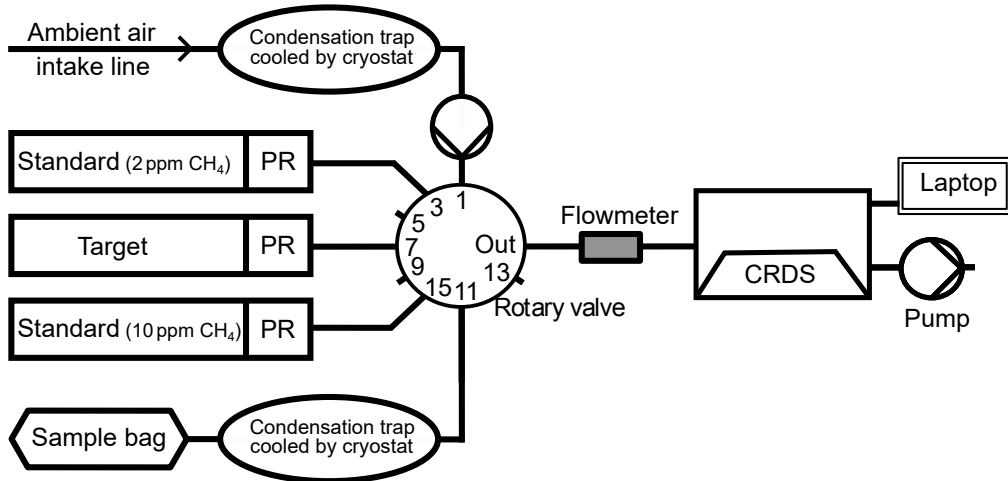 Ambient air
intake line
Condensation trap
cooled by cryostat
Standard (2 ppm CH₄) PR
Target PR
Standard (10 ppm CH₄) PR
1
3
5
7
9
15
11
13
Out
Rotary valve
Flowmeter
CRDS
Laptop
Pump
Sample bag
Condensation trap
cooled by cryostat